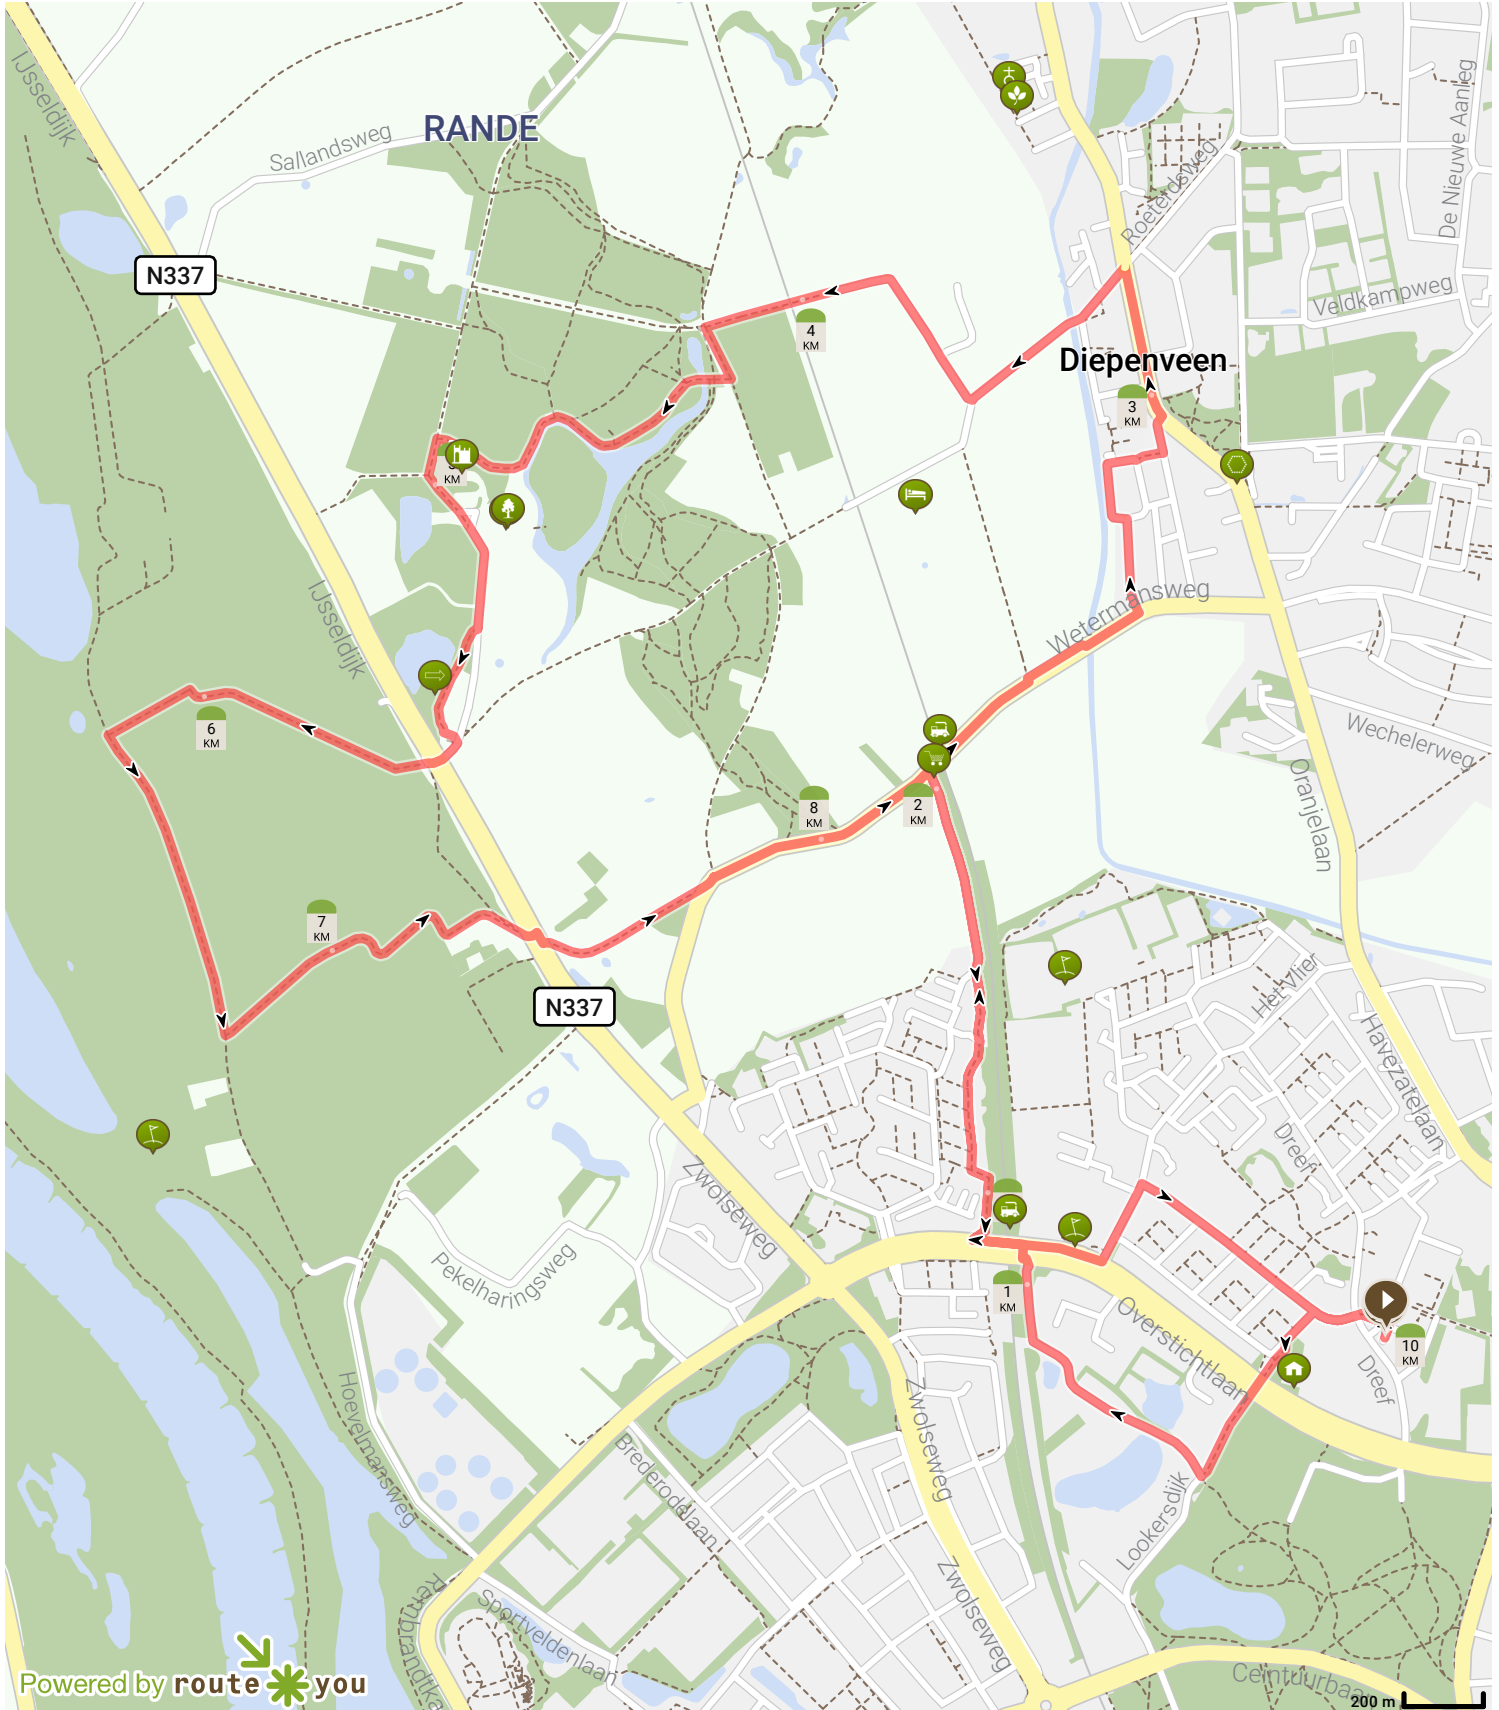 IJsseldijk
De Nieuwe Aanleg
RANDE
Sallandsweg
Roeterdsweg
N337
Veldkampweg
4
KM
Diepenveen
3
KM
KM
IJsseldijk
Wetermansweg
6
KM
Wechelerweg
Oranjelaan
8
KM
2
KM
7
KM
Het Vlier
N337
Havezatelaan
Dreef
Zwolseweg
Pekelharingsweg
1
KM
Overstichtlaan
10
KM
Dreef
Hoevelmansweg
Zwolseweg
Brederodelaan
Lookersdijk
Zwolseweg
Sportveldenlaan
Ceintuurbaa
Powered by routeyou
200 m